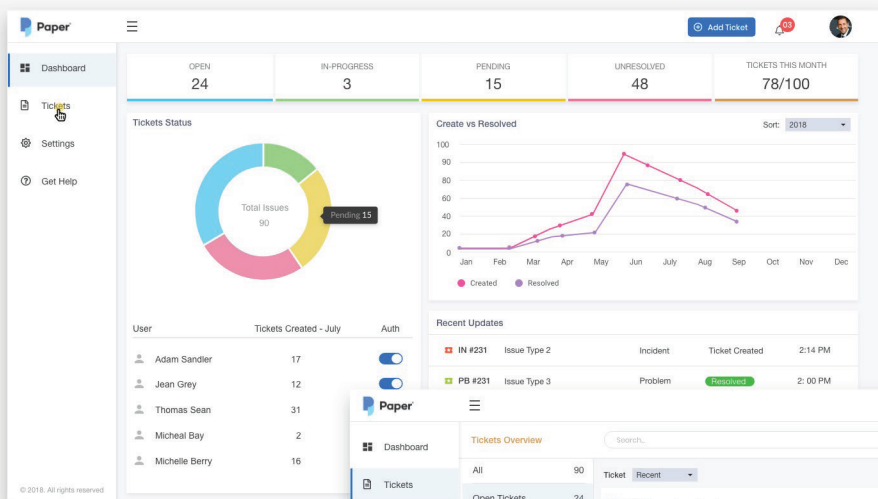 Paper
Add Ticket
03
Dashboard
Tickets
Settings
Get Help
© 2018. All rights reserved
OPEN
24
IN-PROGRESS
3
PENDING
15
UNRESOLVED
48
TICKETS THIS MONTH
78/100
Tickets Status
Total Issues
90
Pending 15
User Tickets Created - July Auth
Adam Sandler 17
Jean Grey 12
Thomas Sean 31
Micheal Bay 2
Michelle Berry 16
Create vs Resolved
Sort: 2018
100
90
80
60
40
20
0
Jan Feb Mar Apr May Jun July Aug Sep Oct Nov Dec
Created Resolved
Recent Updates
IN #231 Issue Type 2 Incident Ticket Created 2:14 PM
PB #231 Issue Type 3 Problem Resolved 2: 00 PM
Paper
Dashboard
Tickets
Tickets Overview
Search..
All 90
Ticket Recent
Open Tickets 24